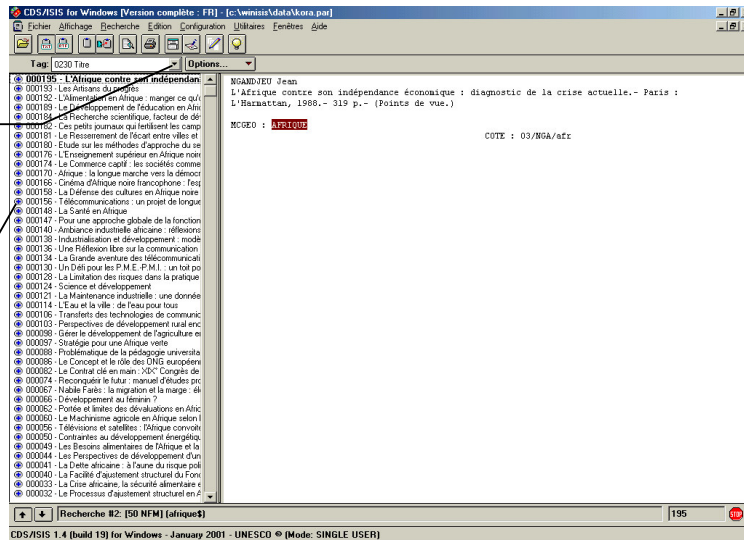 CDS/ISIS for Windows [Version complète : FR] - [c:\winisis\data\kora.par]
Fichier Affichage Recherche Edition Configuration Utilitaires Fenêtres Aide
Tag: 0230 Titre Options...
000195 - L'Afrique contre son indépendan
000193 - Les Artisans du progrès
000192 - L'Alimentation en Afrique : manger ce qu'o
000189 - Le Développement de l'éducation en Afri
000184 - La Recherche scientifique, facteur de dé
000182 - Ces petits journaux qui fertilisent les camp
000181 - Le Resserrement de l'écart entre villes et
000180 - Etude sur les méthodes d'approche du se
000176 - L'Enseignement supérieur en Afrique noire
000174 - Le Commerce captif : les sociétés comme
000170 - Afrique : la longue marche vers la démocr
000166 - Cinéma d'Afrique noire francophone : l'esp
000158 - La Défense des cultures en Afrique noire
000156 - Télécommunications : un projet de longue
000148 - La Santé en Afrique
000147 - Pour une approche globale de la fonction
000140 - Ambiance industrielle africaine : réflexions
000138 - Industrialisation et développement : modè
000136 - Une Réflexion libre sur la communication
000134 - La Grande aventure des télécommunicati
000130 - Un Défi pour les P.M.E.-P.M.I. : un toit po
000128 - La Limitation des risques dans la pratique
000124 - Science et développement
000121 - La Maintenance industrielle : une donnée
000114 - L'Eau et la ville : de l'eau pour tous
000106 - Transferts des technologies de communic
000103 - Perspectives de développement rural enc
000098 - Gérer le développement de l'agriculture e
000097 - Stratégie pour une Afrique verte
000088 - Problématique de la pédagogie universita
000086 - Le Concept et le rôle des ONG européen
000082 - Le Contrat clé en main : XIX° Congrès de
000074 - Reconquérir le futur : manuel d'études pro
000067 - Nabile Farès : la migration et la marge : él
000066 - Développement au féminin ?
000062 - Portée et limites des dévaluations en Afric
000060 - Le Machinisme agricole en Afrique selon l
000056 - Télévisions et satellites : l'Afrique convoité
000050 - Contraintes au développement énergétiq
000049 - Les Besoins alimentaires de l'Afrique et la
000044 - Les Perspectives de développement d'un
000041 - La Dette africaine : à l'aune du risque poli
000040 - La Facilité d'ajustement structurel du Fon
000033 - La Crise africaine, la sécurité alimentaire e
000032 - Le Processus d'ajustement structurel en A
NGANDJEU Jean
L'Afrique contre son indépendance économique : diagnostic de la crise actuelle.- Paris :
L'Harmattan, 1988.- 319 p.- (Points de vue.)
MCGEO : AFRIQUE
COTE : 03/NGA/afr
Recherche #2: [50 NFM] (afrique$) 195 STOP
CDS/ISIS 1.4 (build 19) for Windows - January 2001 - UNESCO © (Mode: SINGLE USER)